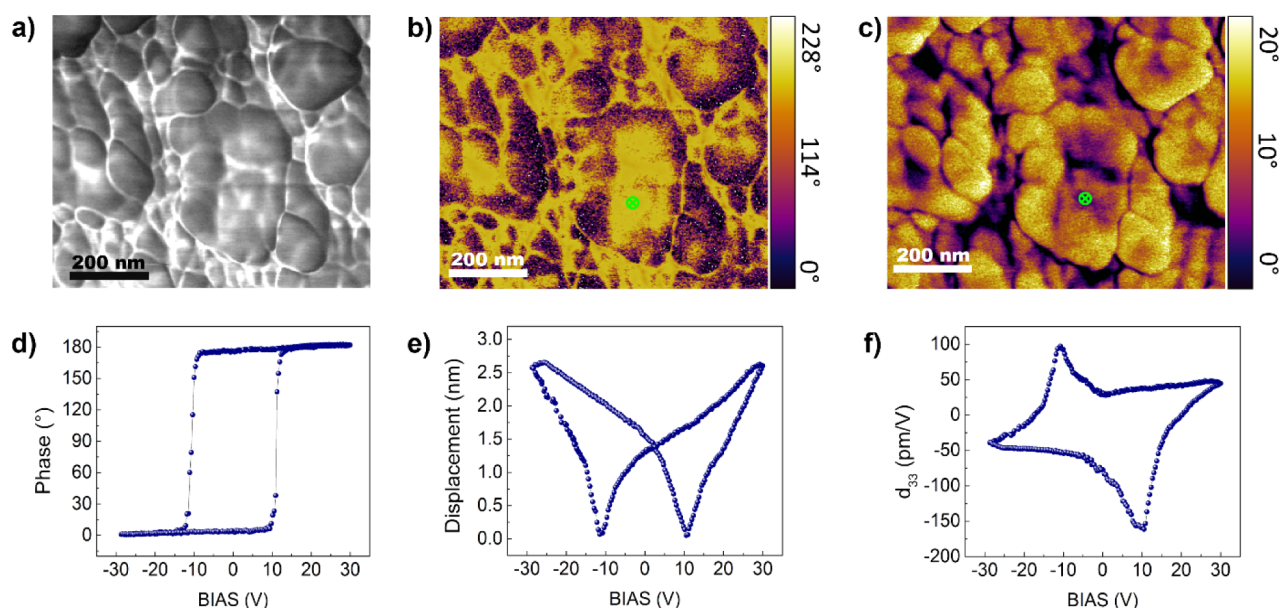 a)
200 nm
b)
200 nm
228°
114°
0°
c)
200 nm
20°
10°
0°
d)
Phase (°)
180
150
120
90
60
30
0
-30 -20 -10 0 10 20 30
BIAS (V)
e)
Displacement (nm)
3.0
2.5
2.0
1.5
1.0
0.5
0.0
-30 -20 -10 0 10 20 30
BIAS (V)
f)
d33 (pm/V)
100
50
0
-50
-100
-150
-200
-30 -20 -10 0 10 20 30
BIAS (V)